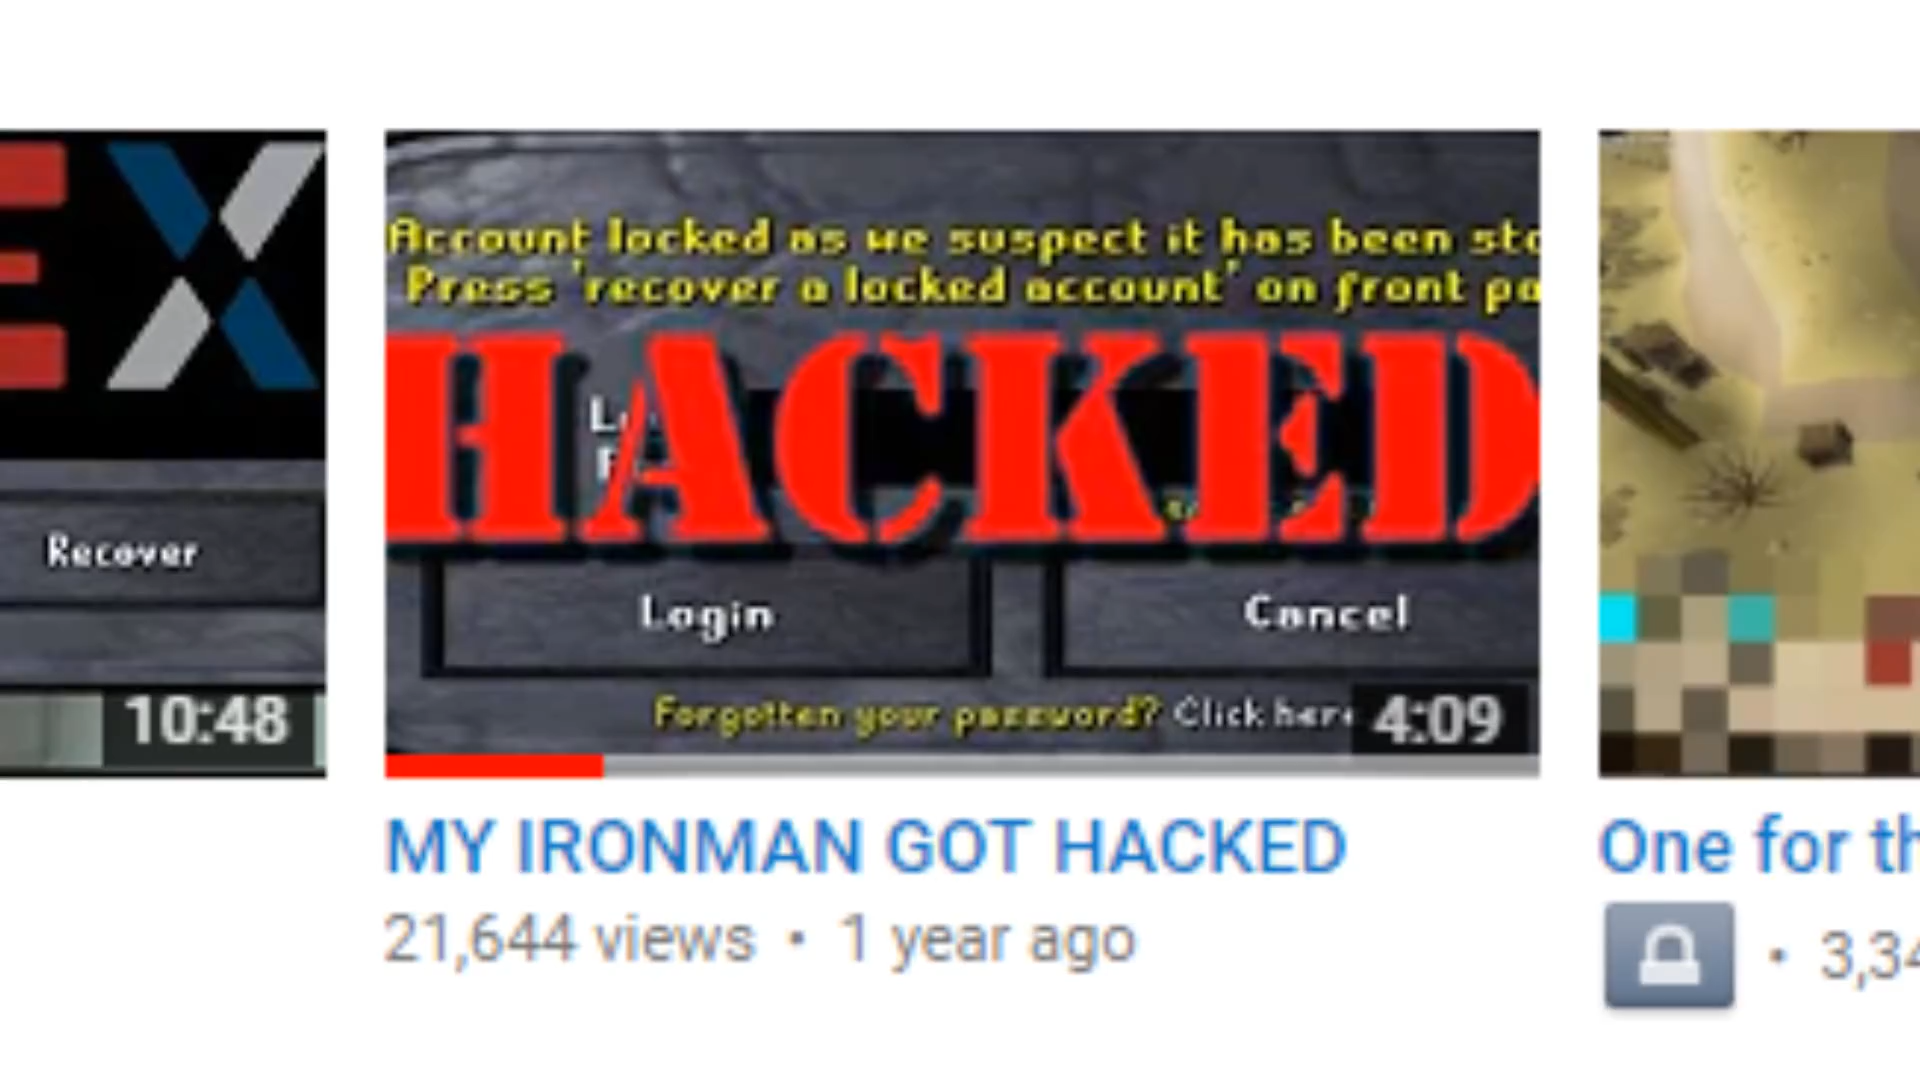 EX
Recover
10:48
Account locked as we suspect it has been sto
Press 'recover a locked account' on front pa
HACKED
Login
Cancel
Forgotten your password? Click here
4:09
MY IRONMAN GOT HACKED
21,644 views • 1 year ago
One for th
• 3,34